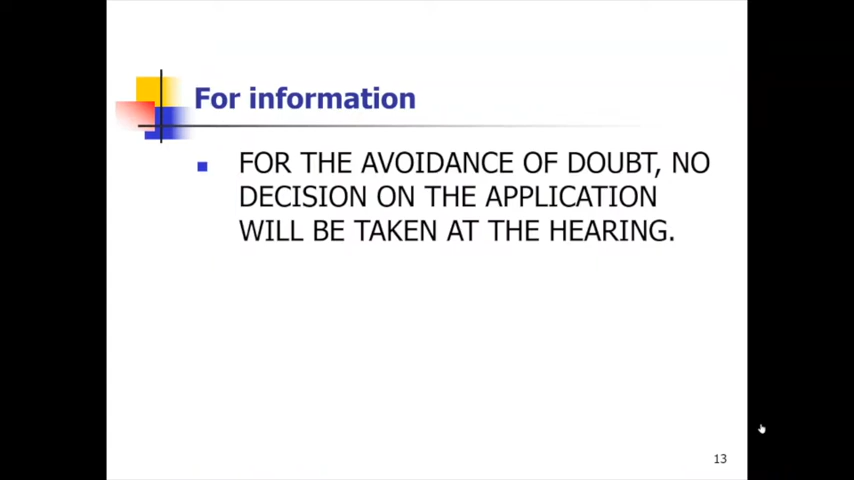 For information
FOR THE AVOIDANCE OF DOUBT, NO
DECISION ON THE APPLICATION
WILL BE TAKEN AT THE HEARING.
13